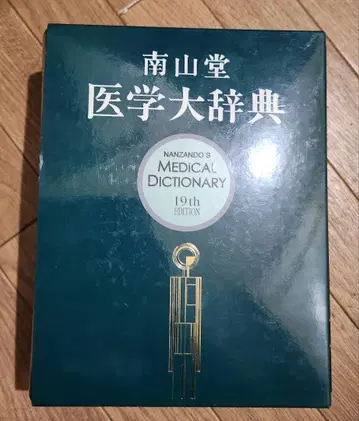 南山堂
医学大辞典
NANZANDO'S
MEDiCAL
DiCTIONARY
19th
EDITION